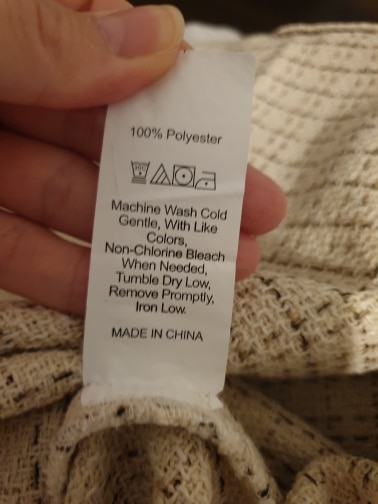 100% Polyester
Machine Wash Cold
Gentle, With Like
Colors,
Non-Chlorine Bleach
When Needed,
Tumble Dry Low,
Remove Promptly,
Iron Low.
MADE IN CHINA